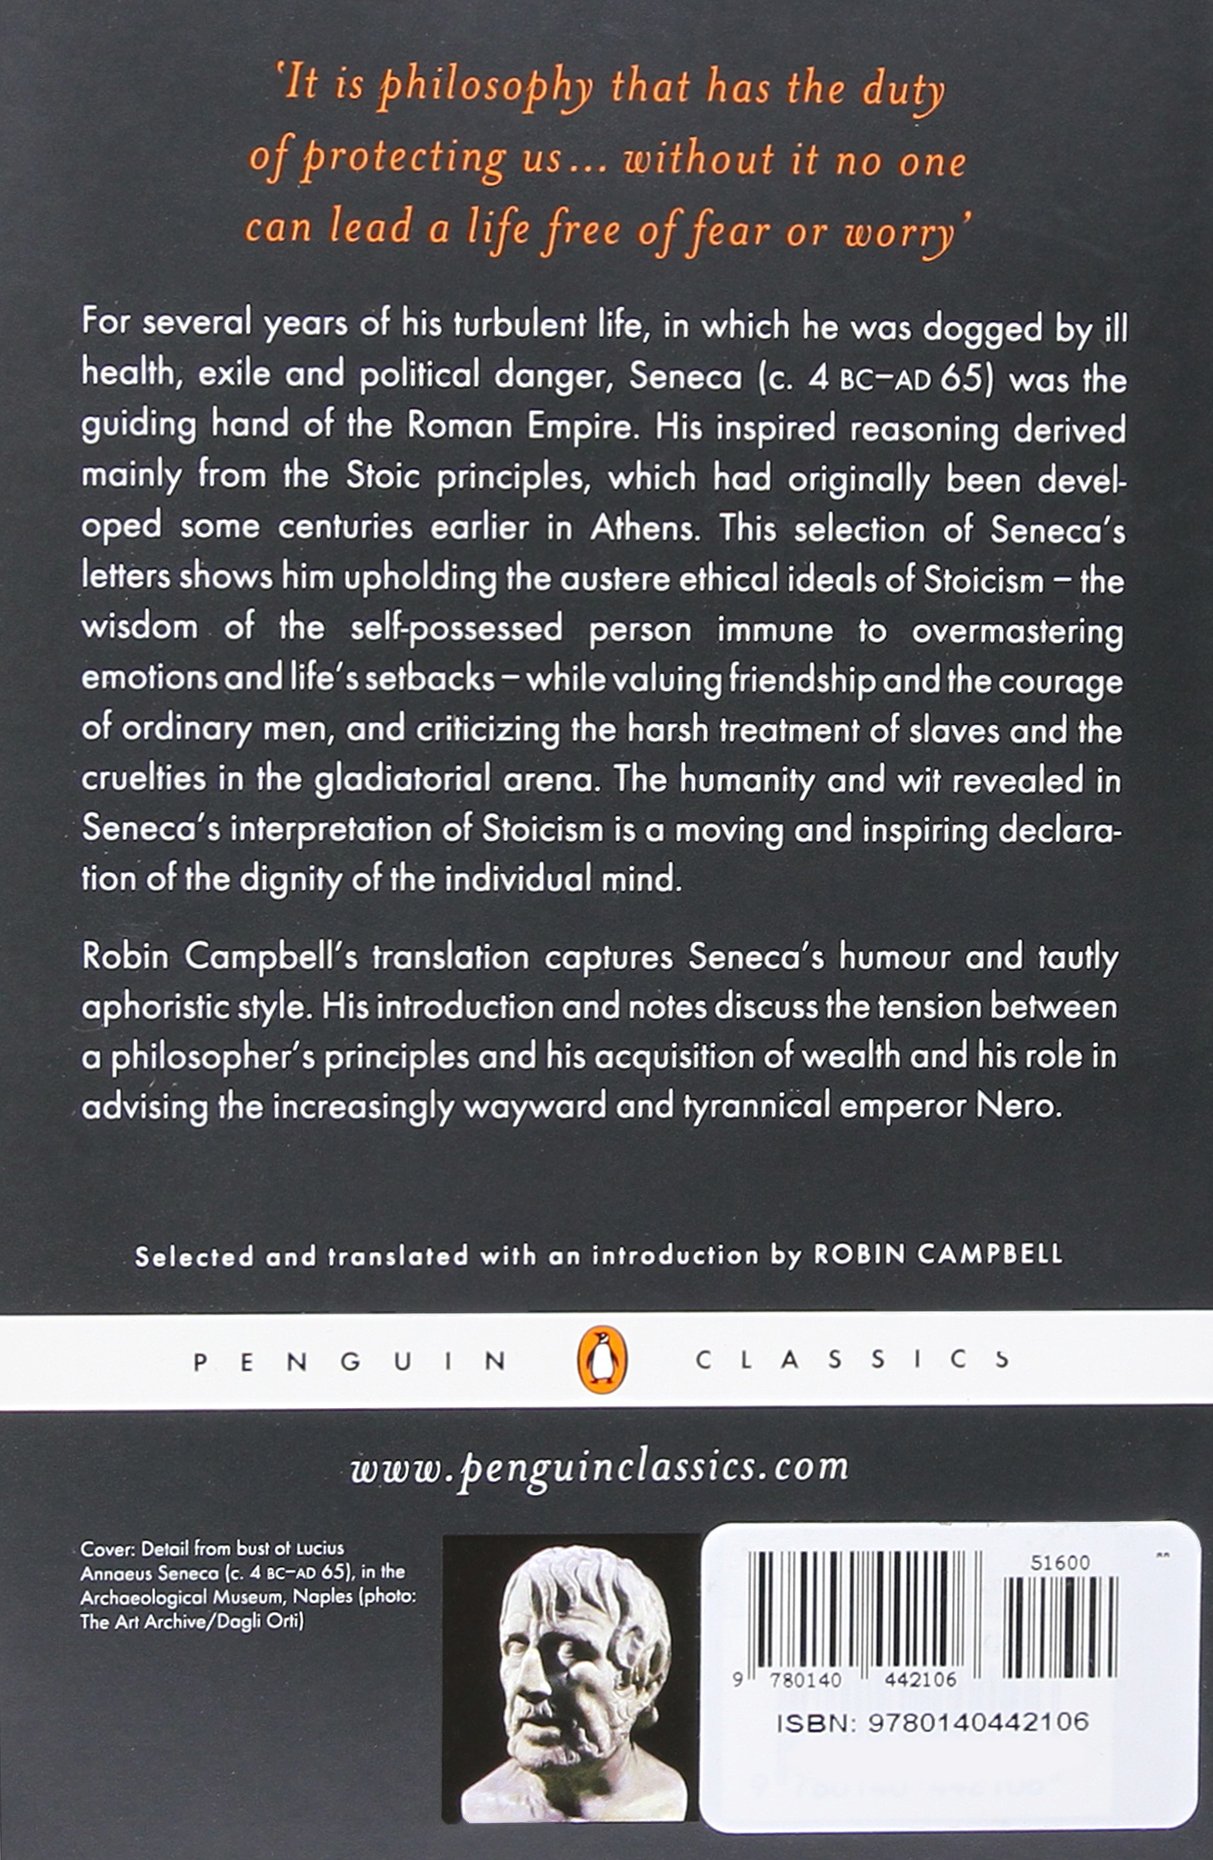 ‘It is philosophy that has the duty
of protecting us... without it no one
can lead a life free of fear or worry’
For several years of his turbulent life, in which he was dogged by ill
health, exile and political danger, Seneca (c. 4 BC–AD 65) was the
guiding hand of the Roman Empire. His inspired reasoning derived
mainly from the Stoic principles, which had originally been devel-
oped some centuries earlier in Athens. This selection of Seneca’s
letters shows him upholding the austere ethical ideals of Stoicism – the
wisdom of the self-possessed person immune to overmastering
emotions and life’s setbacks – while valuing friendship and the courage
of ordinary men, and criticizing the harsh treatment of slaves and the
cruelties in the gladiatorial arena. The humanity and wit revealed in
Seneca’s interpretation of Stoicism is a moving and inspiring declara-
tion of the dignity of the individual mind.
Robin Campbell’s translation captures Seneca’s humour and tautly
aphoristic style. His introduction and notes discuss the tension between
a philosopher’s principles and his acquisition of wealth and his role in
advising the increasingly wayward and tyrannical emperor Nero.
Selected and translated with an introduction by ROBIN CAMPBELL
PENGUIN CLASSICS
www.penguinclassics.com
Cover: Detail from bust of Lucius
Annaeus Seneca (c. 4 BC–AD 65), in the
Archaeological Museum, Naples (photo:
The Art Archive/Dagli Orti)
51600
9 780140 442106
ISBN: 9780140442106